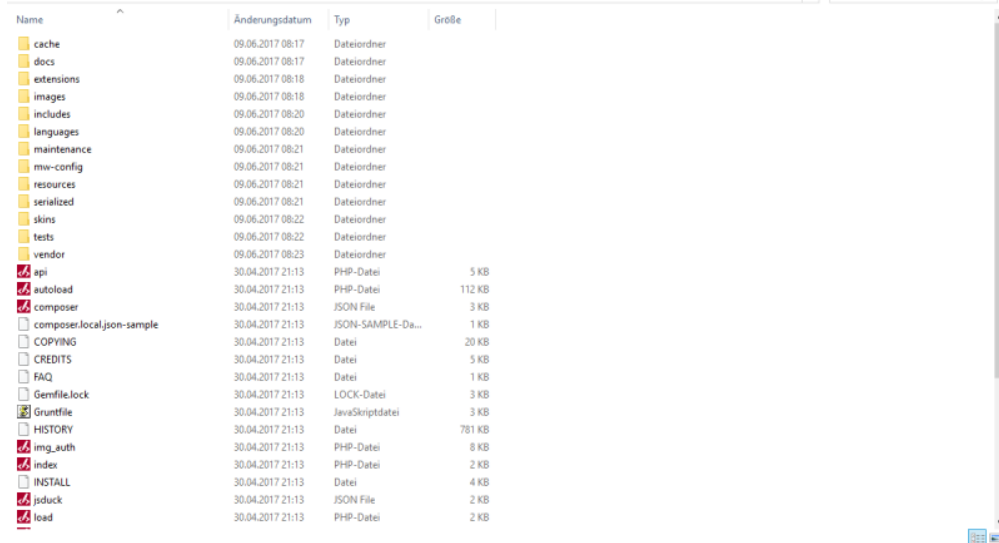 Name Änderungsdatum Typ Größe
cache 09.06.2017 08:17 Dateiordner
docs 09.06.2017 08:17 Dateiordner
extensions 09.06.2017 08:18 Dateiordner
images 09.06.2017 08:18 Dateiordner
includes 09.06.2017 08:20 Dateiordner
languages 09.06.2017 08:20 Dateiordner
maintenance 09.06.2017 08:21 Dateiordner
mw-config 09.06.2017 08:21 Dateiordner
resources 09.06.2017 08:21 Dateiordner
serialized 09.06.2017 08:21 Dateiordner
skins 09.06.2017 08:22 Dateiordner
tests 09.06.2017 08:22 Dateiordner
vendor 09.06.2017 08:23 Dateiordner
api 30.04.2017 21:13 PHP-Datei 5 KB
autoload 30.04.2017 21:13 PHP-Datei 112 KB
composer 30.04.2017 21:13 JSON File 3 KB
composer.local.json-sample 30.04.2017 21:13 JSON-SAMPLE-Da... 1 KB
COPYING 30.04.2017 21:13 Datei 20 KB
CREDITS 30.04.2017 21:13 Datei 5 KB
FAQ 30.04.2017 21:13 Datei 1 KB
Gemfile.lock 30.04.2017 21:13 LOCK-Datei 3 KB
Gruntfile 30.04.2017 21:13 JavaSkriptdatei 3 KB
HISTORY 30.04.2017 21:13 Datei 781 KB
img_auth 30.04.2017 21:13 PHP-Datei 8 KB
index 30.04.2017 21:13 PHP-Datei 2 KB
INSTALL 30.04.2017 21:13 Datei 4 KB
jsduck 30.04.2017 21:13 JSON File 2 KB
load 30.04.2017 21:13 PHP-Datei 2 KB